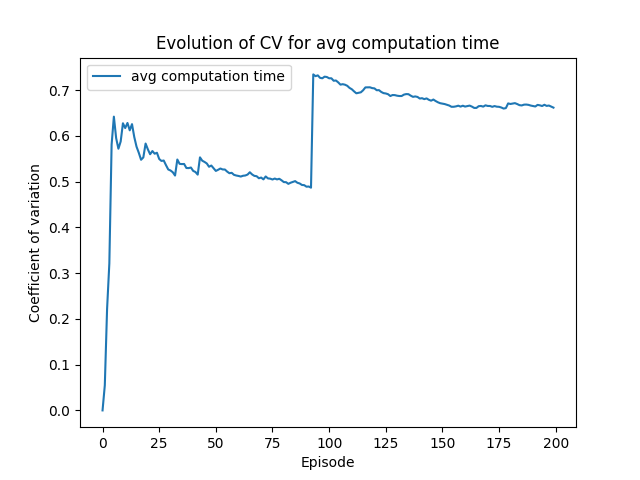 Evolution of CV for avg computation time
avg computation time
Coefficient of variation
0.7
0.6
0.5
0.4
0.3
0.2
0.1
0.0
0 25 50 75 100 125 150 175 200
Episode